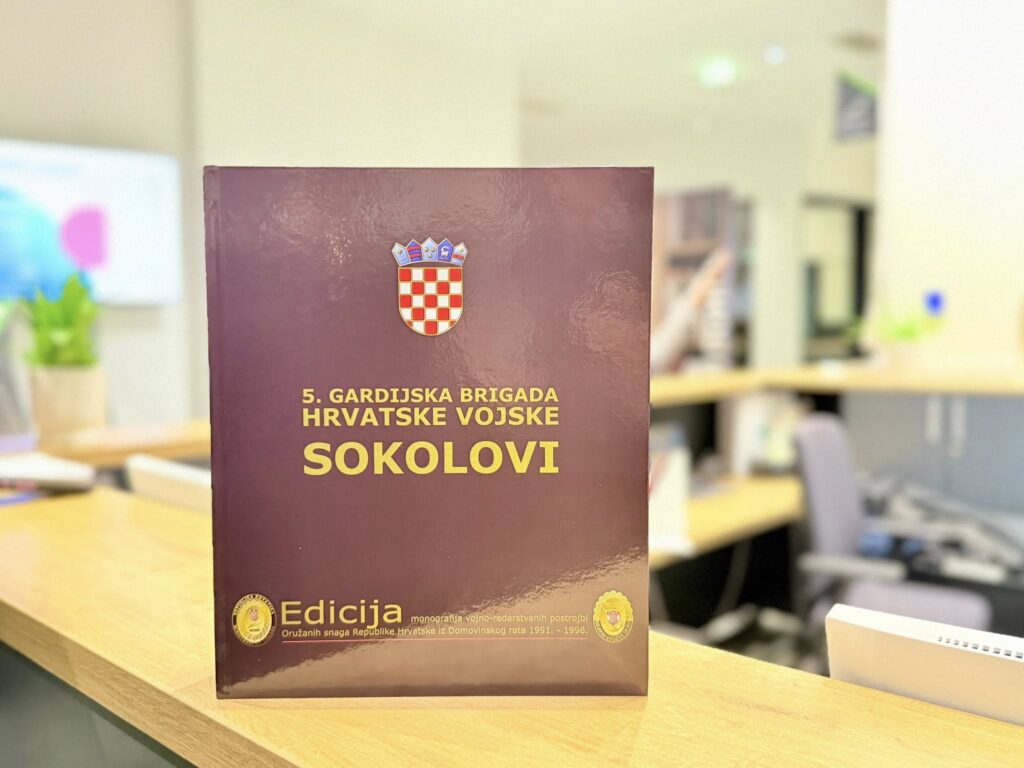 5. GARDIJSKA BRIGADA
HRVATSKE VOJSKE
SOKOLOVI
Edicija monografija vojno-redarstvenih postrojbi
Oružanih snaga Republike Hrvatske iz Domovinskog rata 1991. - 1996.